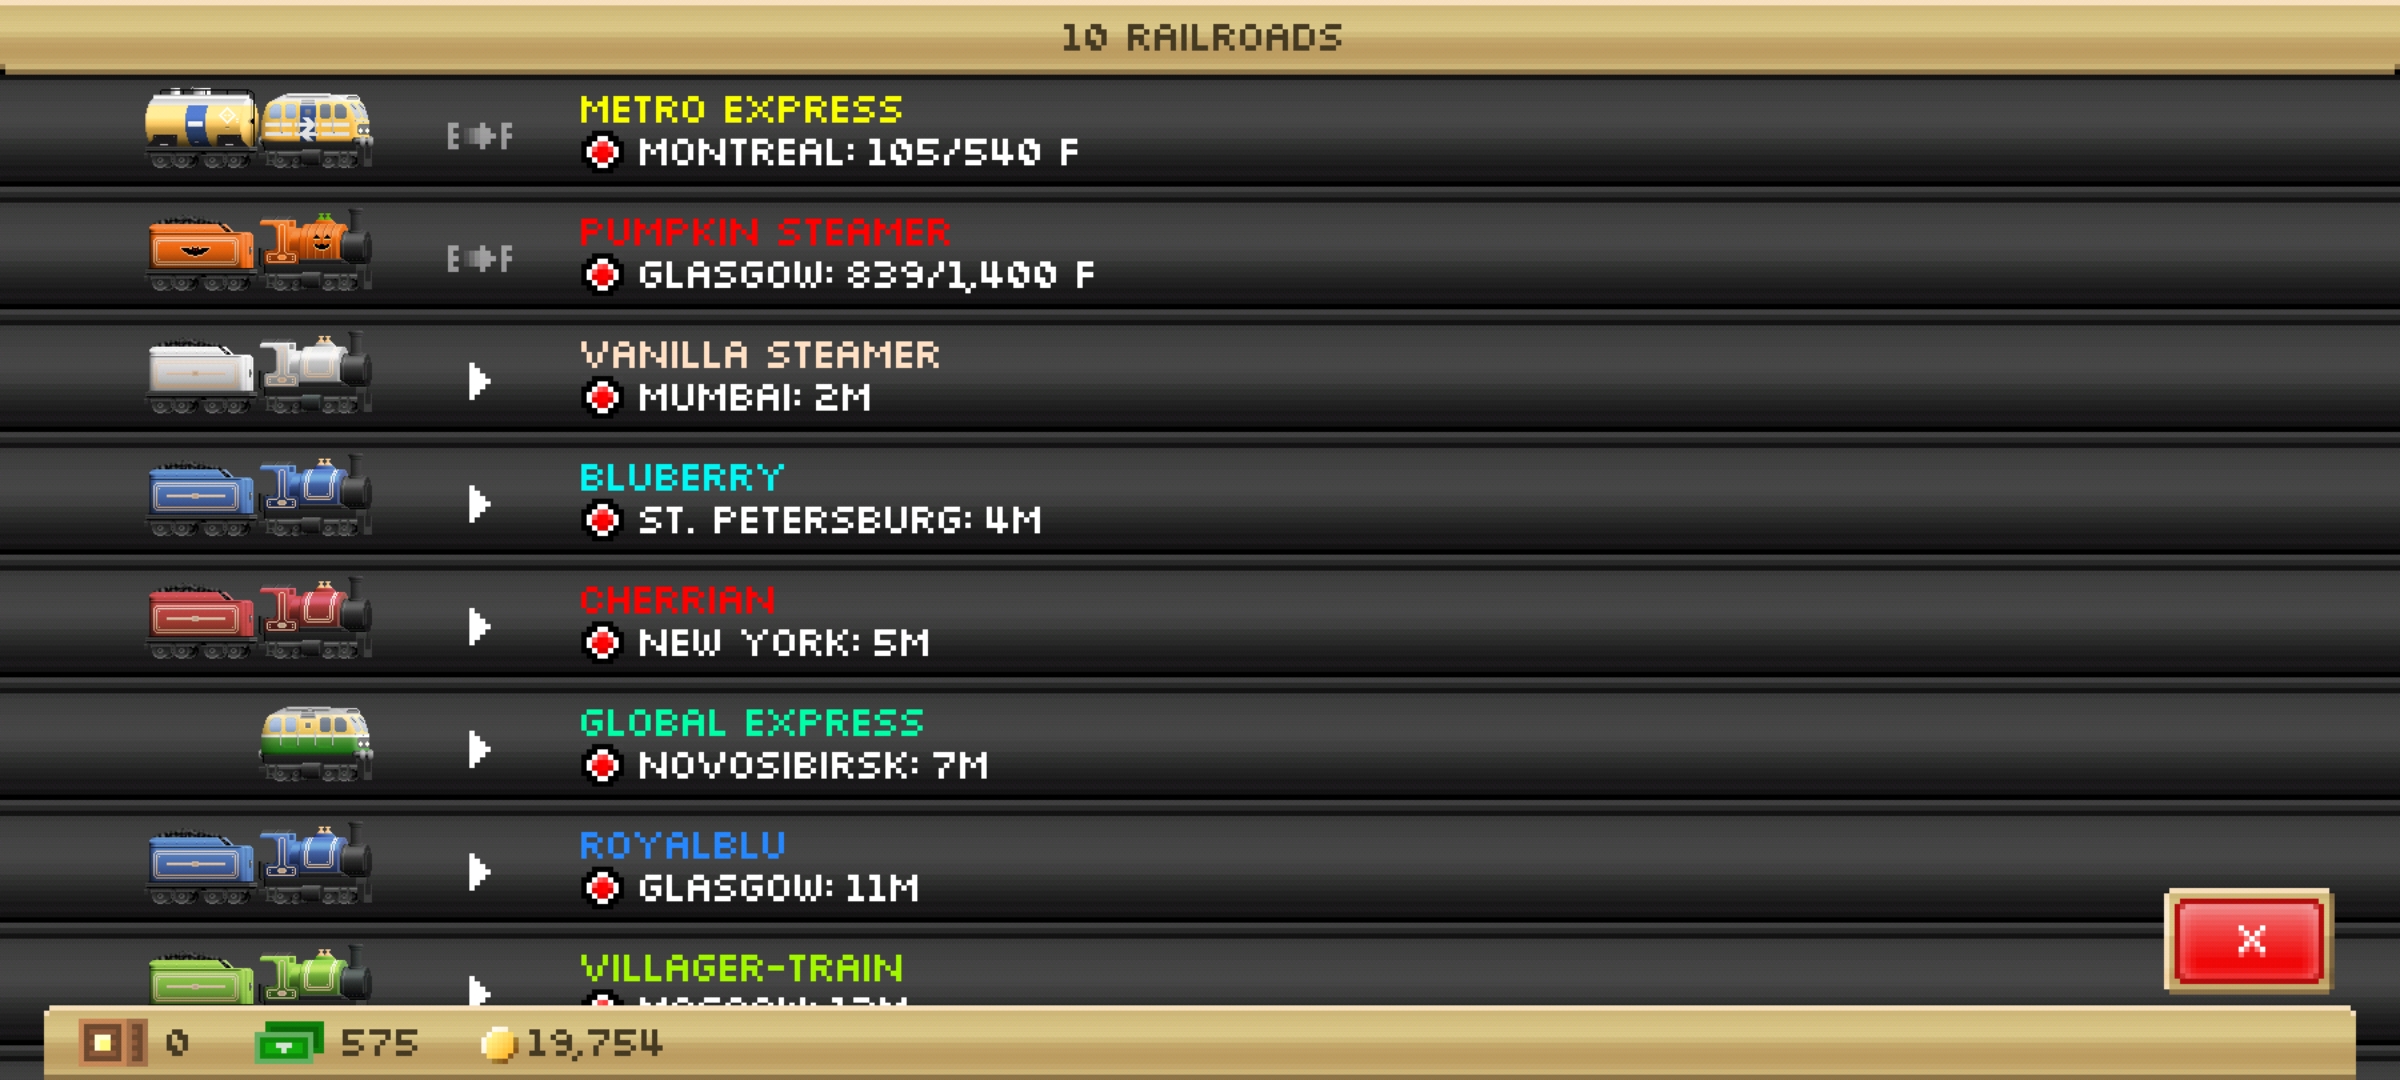 10 RAILROADS
METRO EXPRESS
E F
MONTREAL: 105/540 F
PUMPKIN STEAMER
E F
GLASGOW: 839/1,400 F
VANILLA STEAMER
MUMBAI: 2M
BLUBERRY
ST. PETERSBURG: 4M
CHERRIAN
NEW YORK: 5M
GLOBAL EXPRESS
NOVOSIBIRSK: 7M
ROYALBLU
GLASGOW: 11M
X
VILLAGER-TRAIN
0 575 19,754